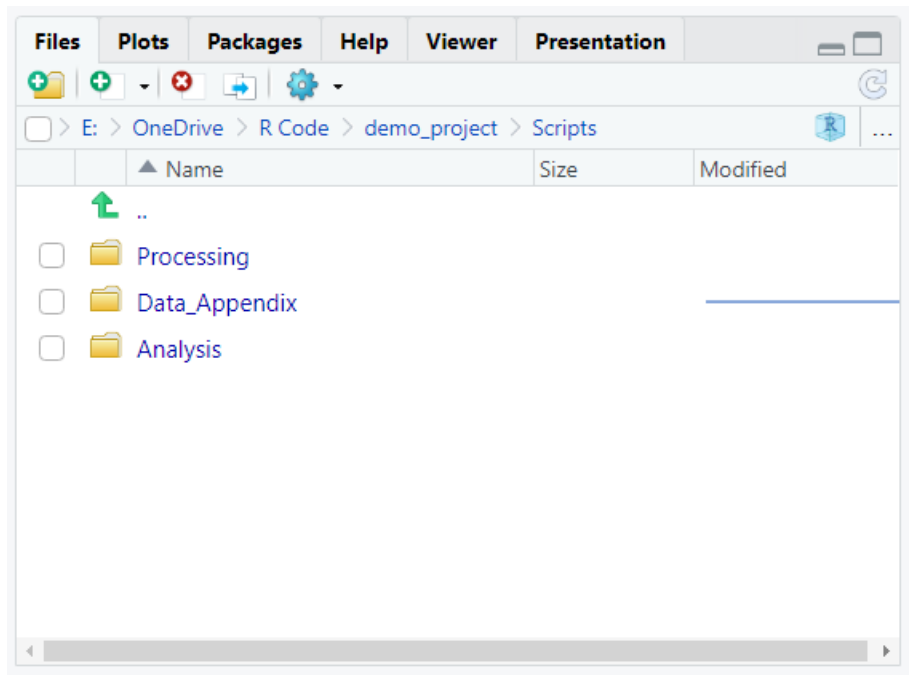 Files Plots Packages Help Viewer Presentation
E: > OneDrive > R Code > demo_project > Scripts R ...
Name Size Modified
..
Processing
Data_Appendix
Analysis